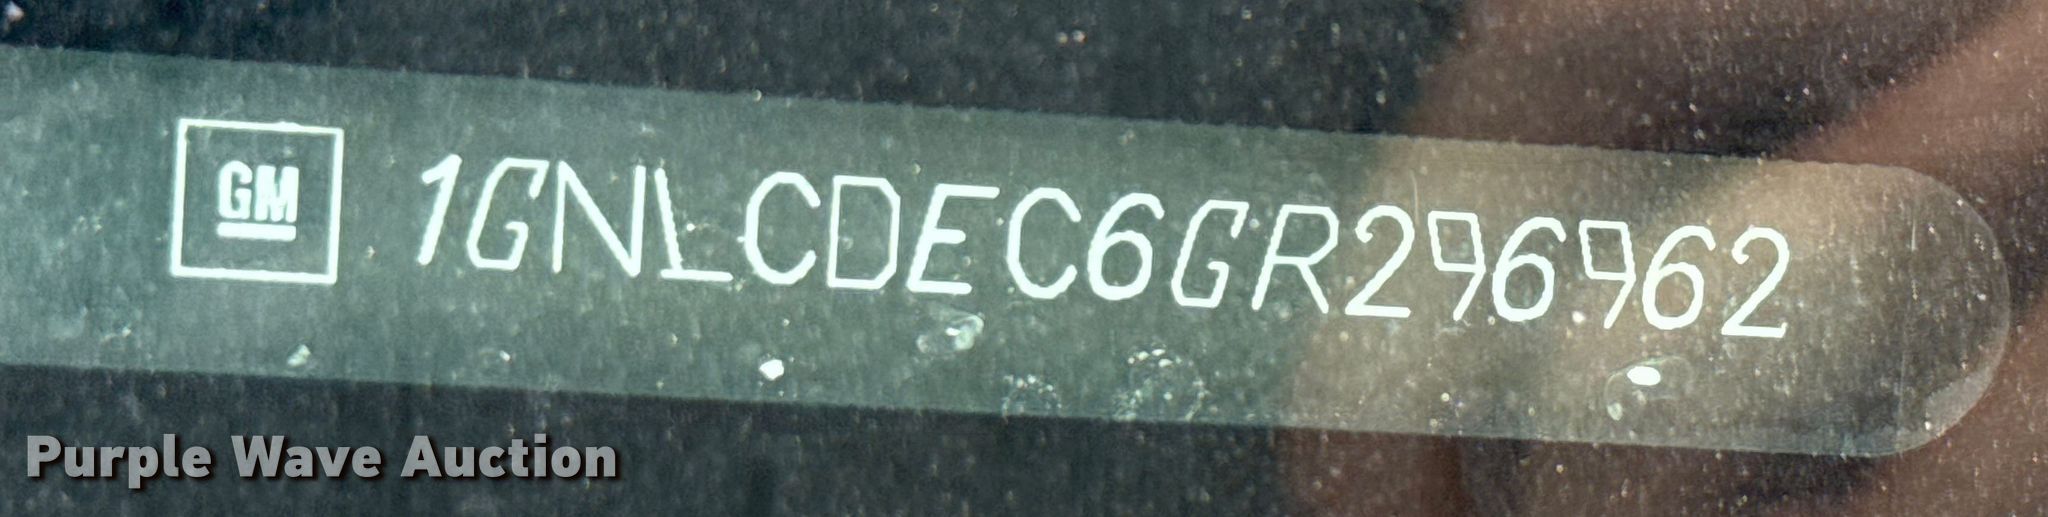 GM 1GNLCDEC6GR296962
Purple Wave Auction